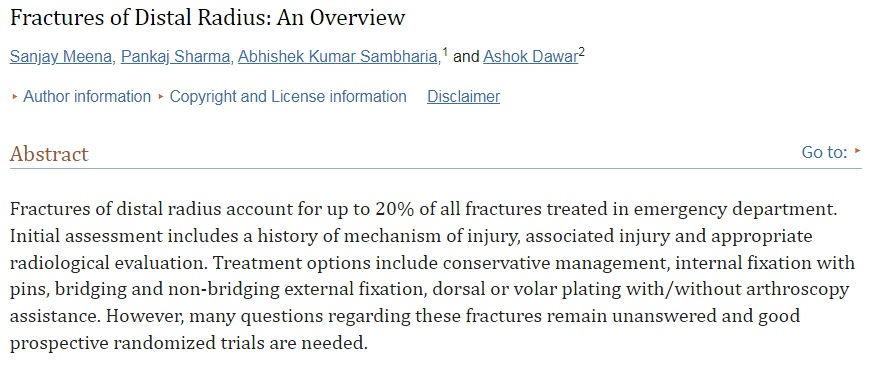 Fractures of Distal Radius: An Overview
Sanjay Meena, Pankaj Sharma, Abhishek Kumar Sambharia,1 and Ashok Dawar2
▸ Author information ▸ Copyright and License information Disclaimer
Abstract Go to: ▸
Fractures of distal radius account for up to 20% of all fractures treated in emergency department.
Initial assessment includes a history of mechanism of injury, associated injury and appropriate
radiological evaluation. Treatment options include conservative management, internal fixation with
pins, bridging and non-bridging external fixation, dorsal or volar plating with/without arthroscopy
assistance. However, many questions regarding these fractures remain unanswered and good
prospective randomized trials are needed.